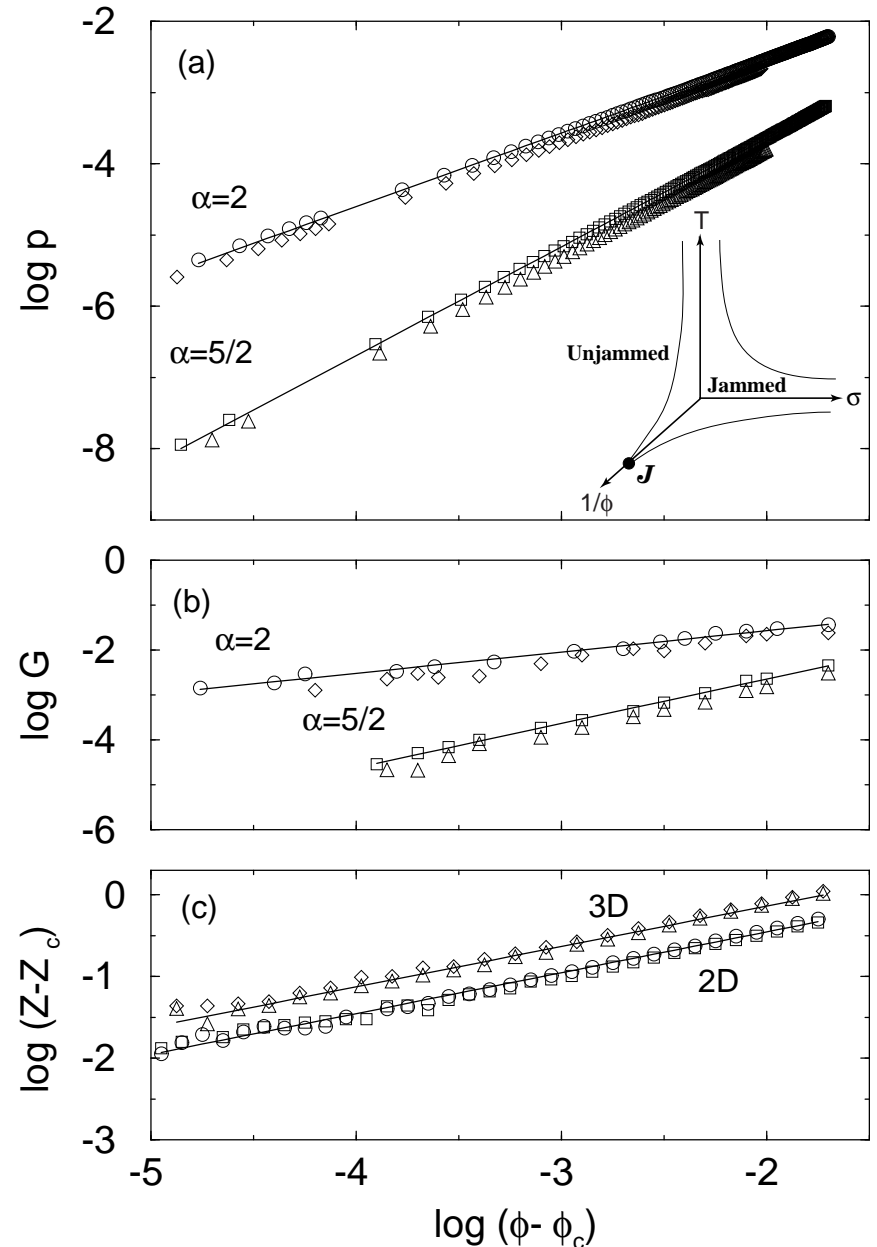 (a)
-2
-4
-6
-8
log p
α=2
α=5/2
T
Unjammed
Jammed
σ
J
1/ϕ
(b)
0
-2
-4
-6
log G
α=2
α=5/2
(c)
0
-1
-2
-3
log (Z-Z_c)
3D
2D
-5 -4 -3 -2
log (ϕ- ϕ_c)